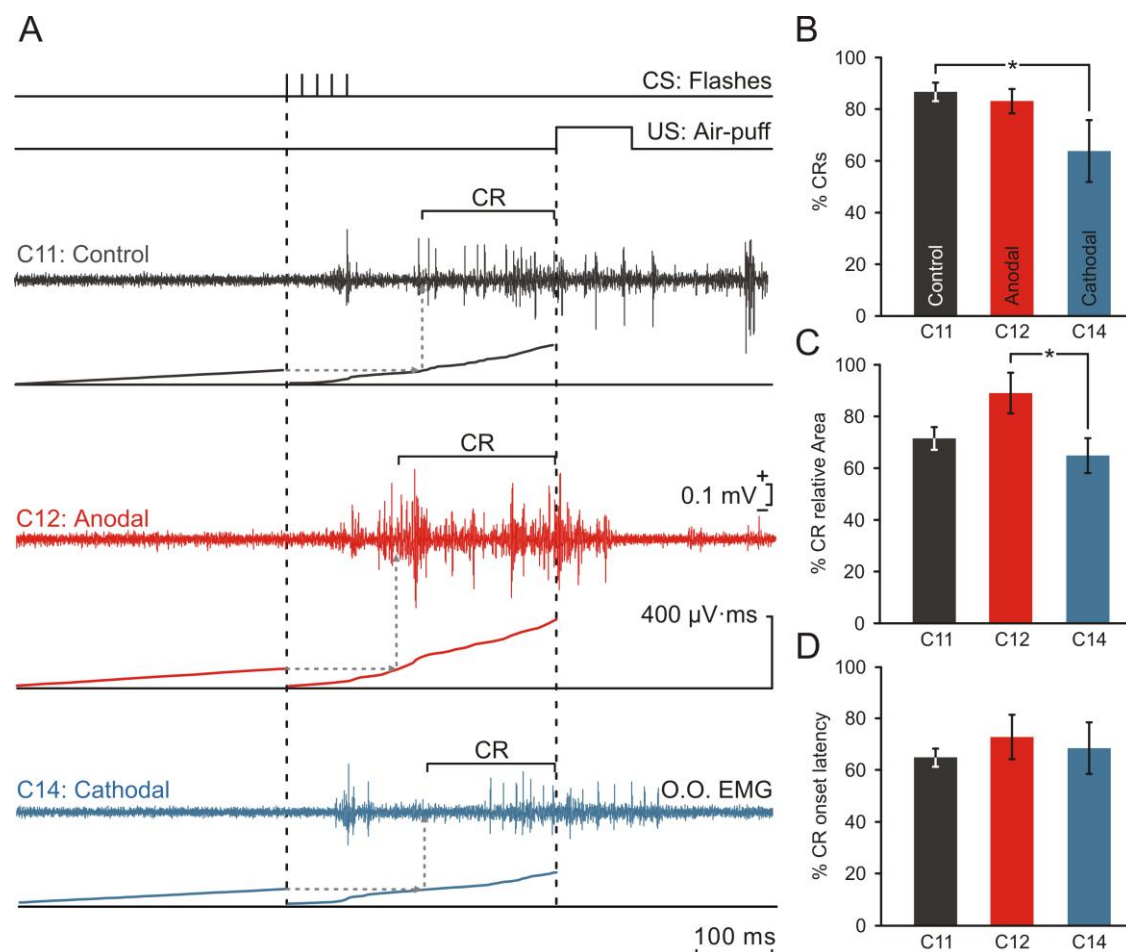 A
CS: Flashes
US: Air-puff
CR
C11: Control
CR
C12: Anodal
+
0.1 mV
−
400 µV·ms
CR
C14: Cathodal
O.O. EMG
100 ms
B
% CRs
100
80
60
40
20
0
*
Control
Anodal
Cathodal
C11 C12 C14
C
% CR relative Area
100
80
60
40
20
0
*
C11 C12 C14
D
% CR onset latency
100
80
60
40
20
0
C11 C12 C14